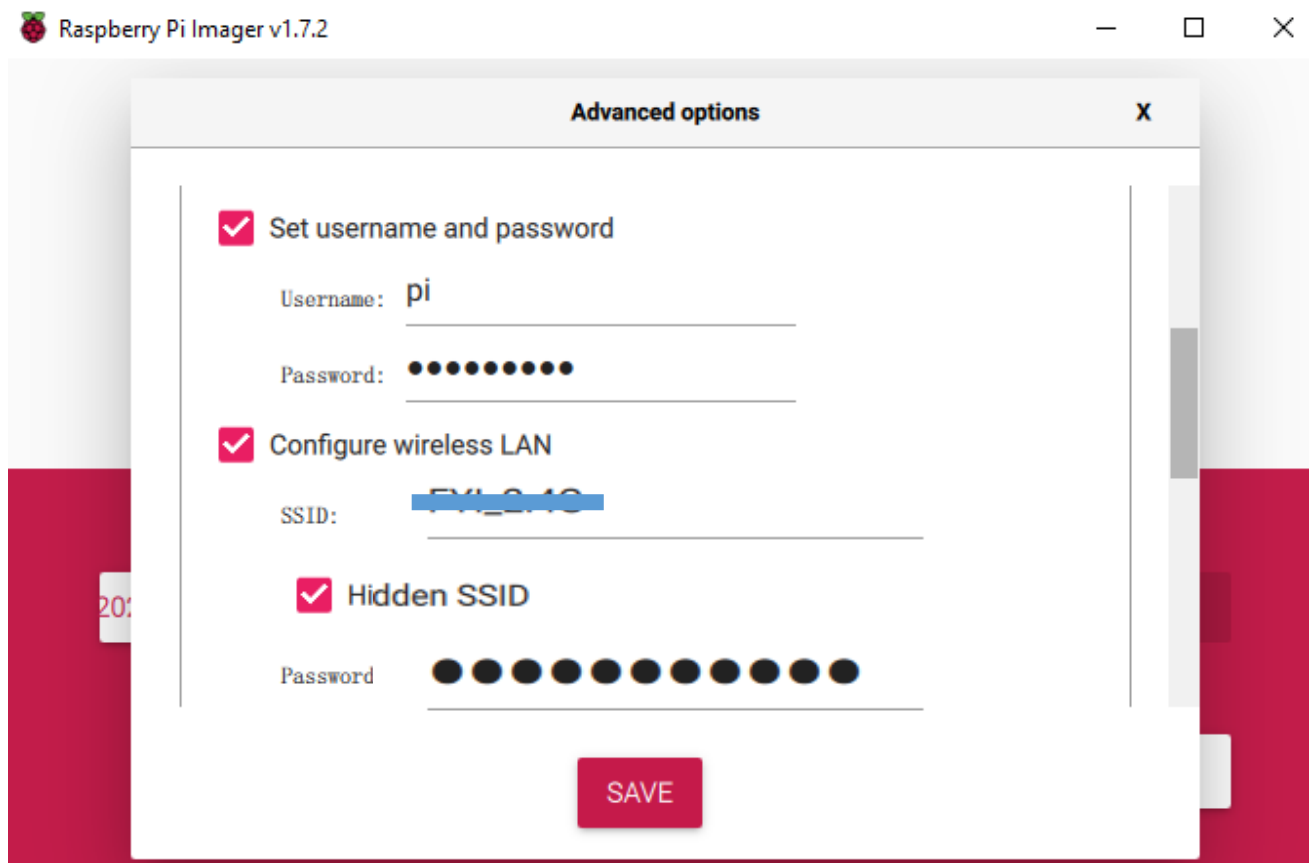 Raspberry Pi Imager v1.7.2
Advanced options X
Set username and password
Username: pi
Password: •••••••••
Configure wireless LAN
SSID:
Hidden SSID
202
Password •••••••••••
SAVE